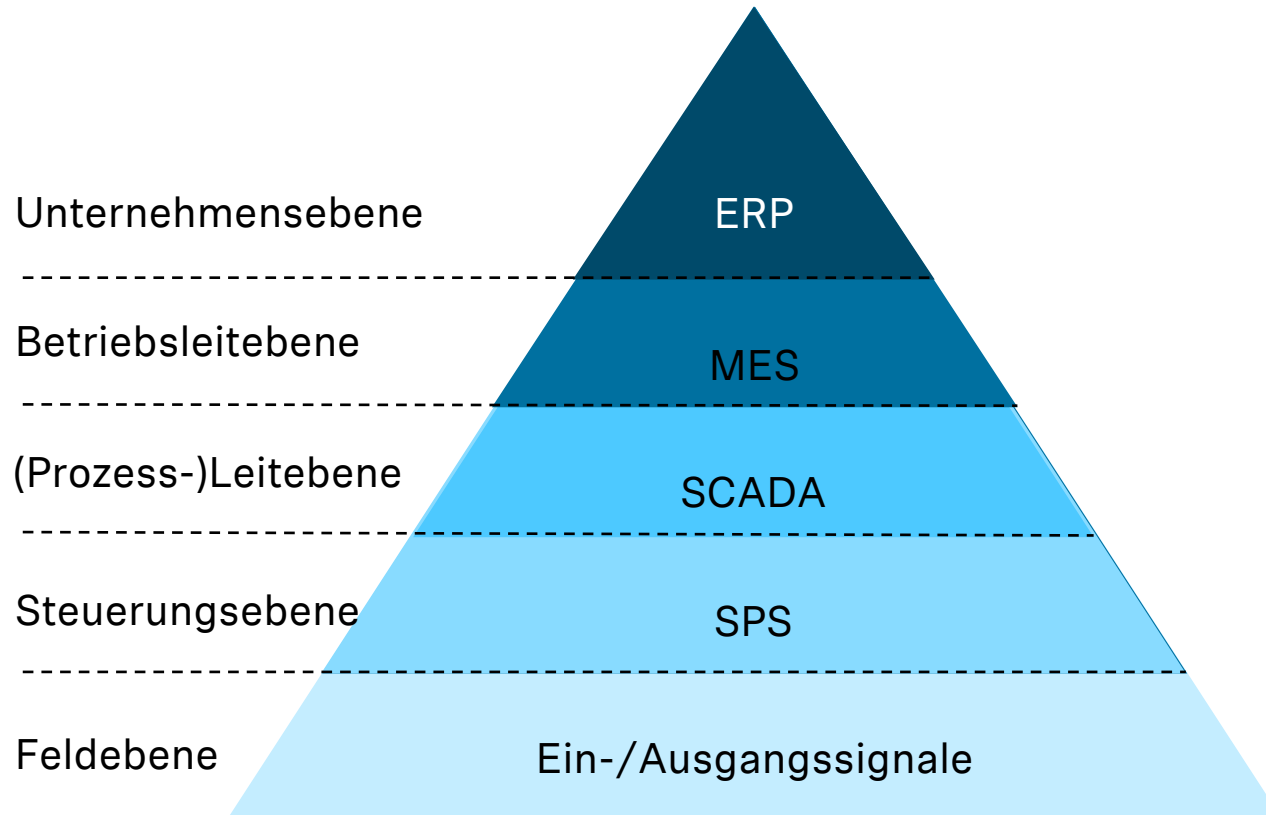 Unternehmensebene
ERP
Betriebsleitebene
MES
(Prozess-)Leitebene
SCADA
Steuerungsebene
SPS
Feldebene
Ein-/Ausgangssignale